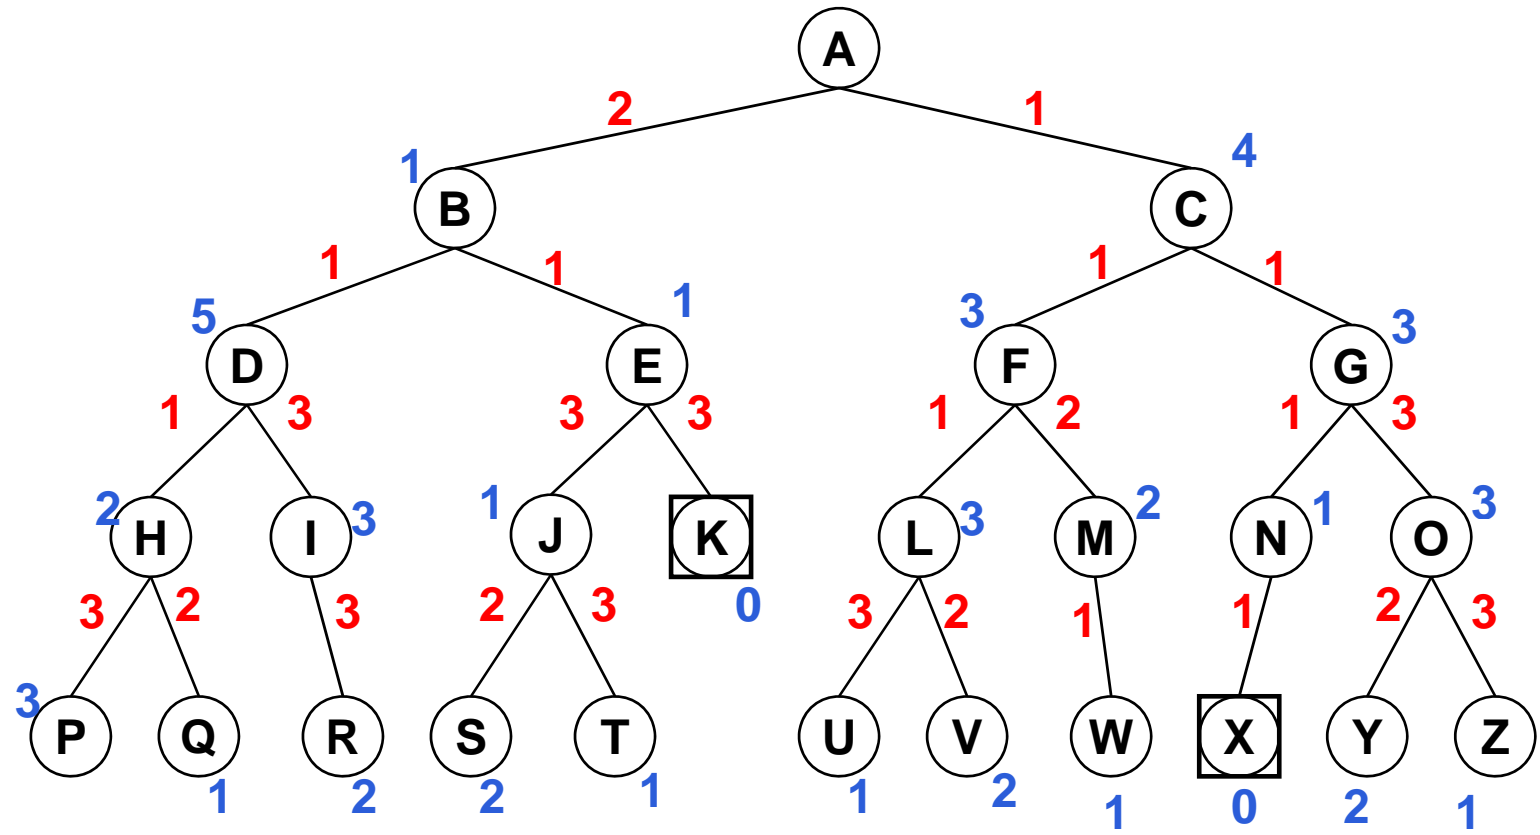 A
2 1
1 4
B C
1 1 1 1
5 1 3 3
D E F G
1 3 3 3 1 2 1 3
2 3 1 3 2 1 3
H I J K L M N O
0
3 2 3 2 3 3 2 1 1 2 3
3
P Q R S T U V W X Y Z
1 2 2 1 1 2 1 0 2 1